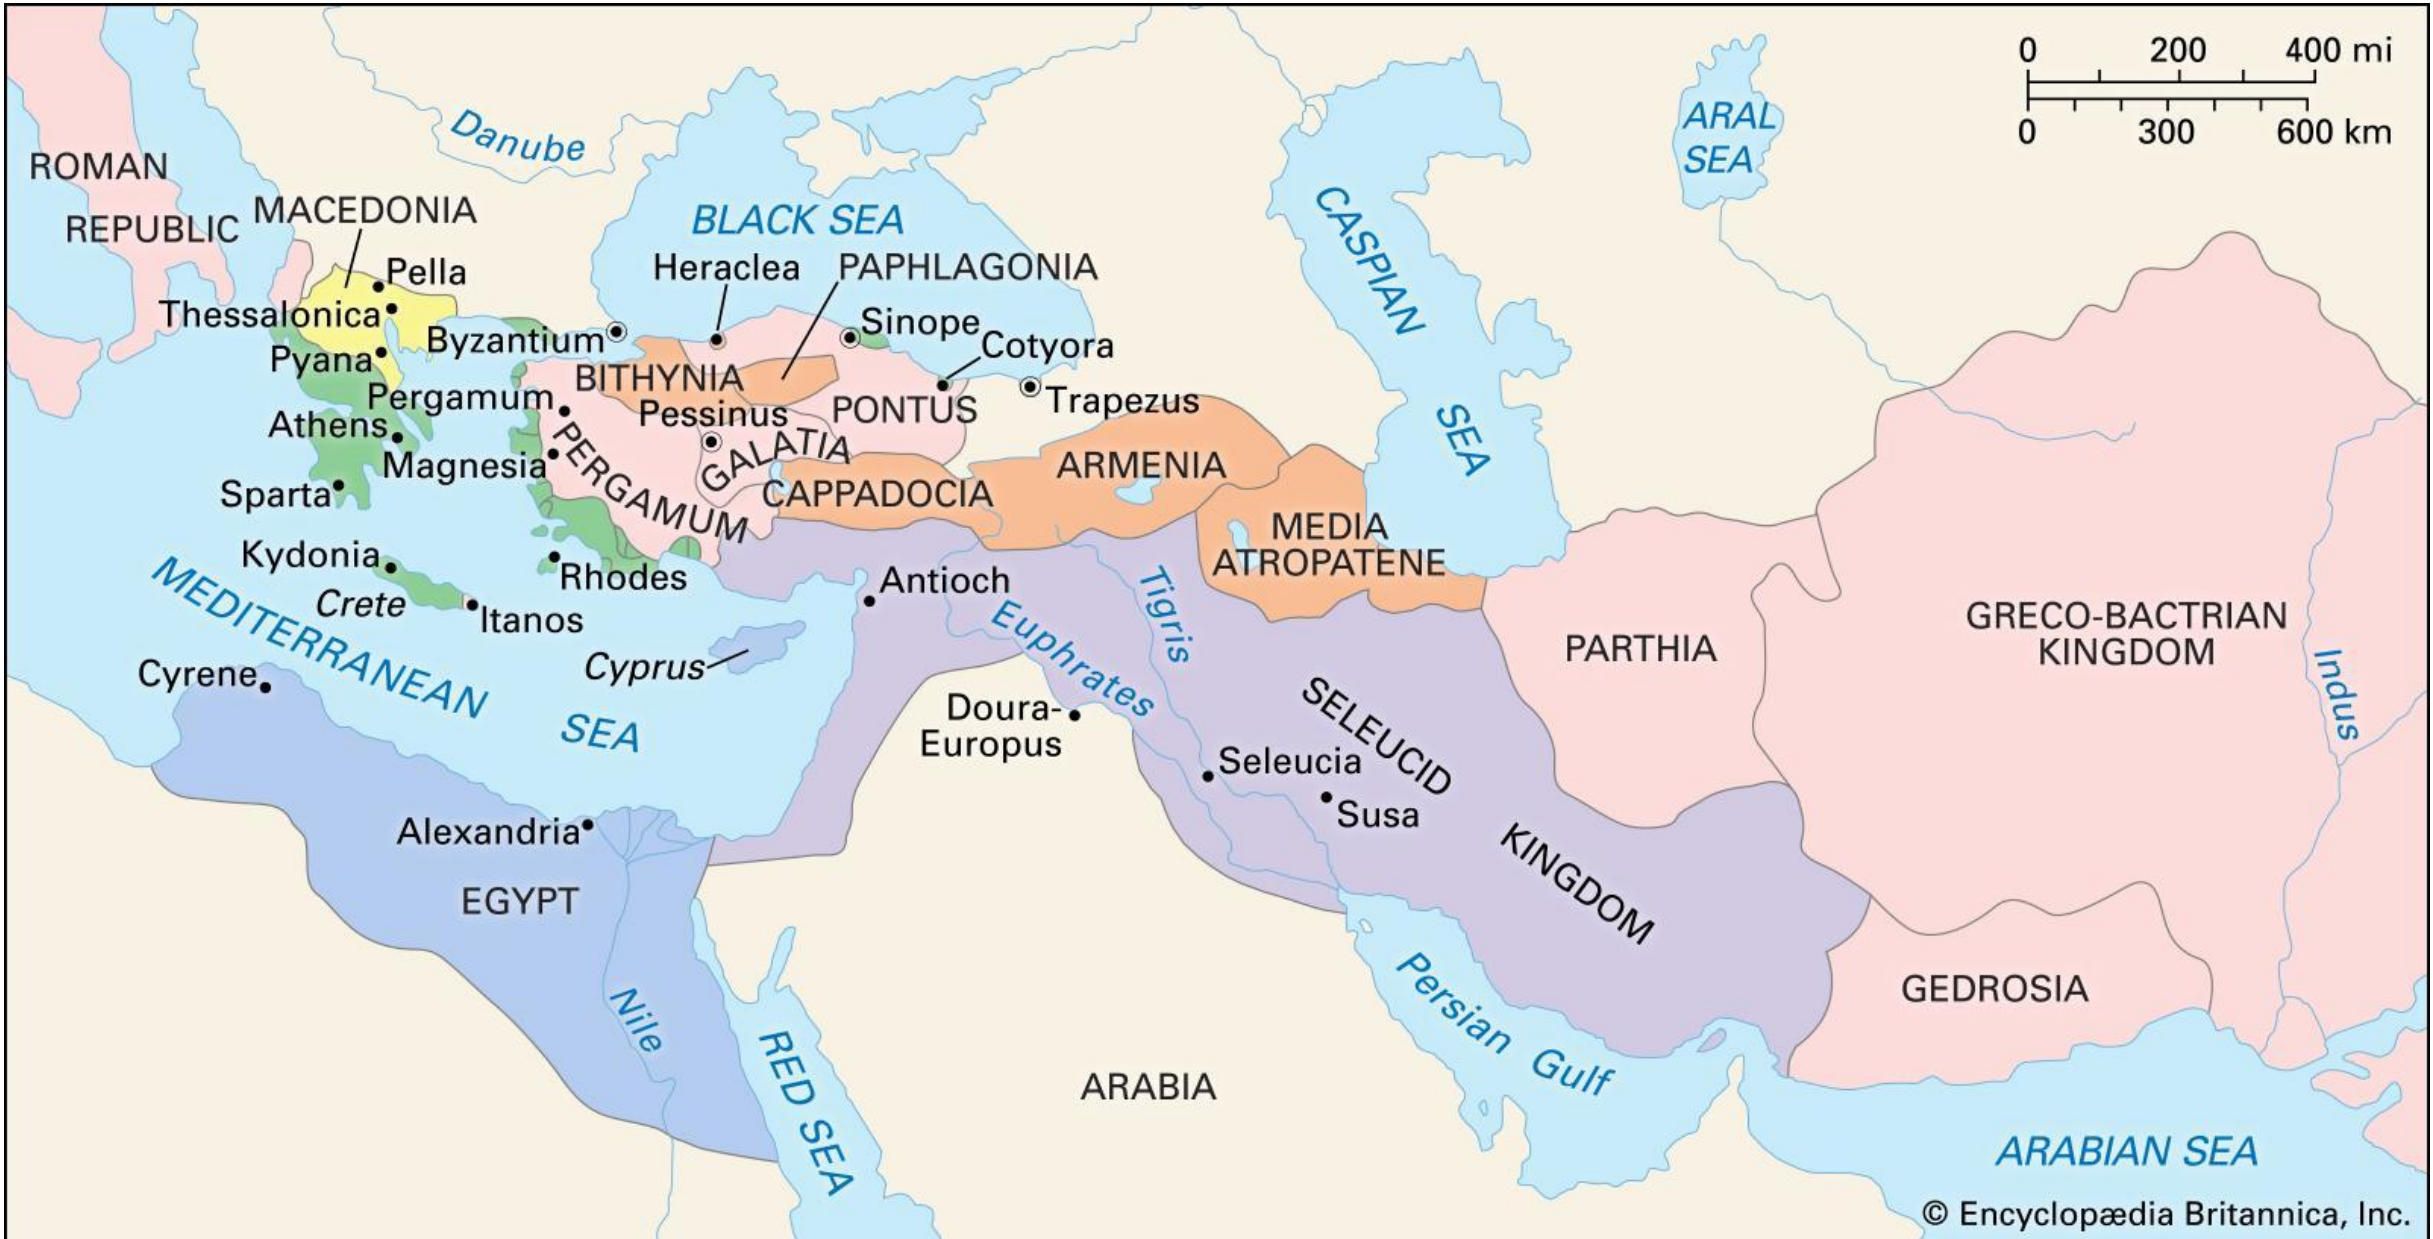 0 200 400 mi
0 300 600 km
ARAL
SEA
Danube
ROMAN
REPUBLIC
MACEDONIA
BLACK SEA
CASPIAN
SEA
Pella
Heraclea
PAPHLAGONIA
Thessalonica
Sinope
Byzantium
Cotyora
Pyana
BITHYNIA
Pergamum
Pessinus
PONTUS
Trapezus
Athens
GALATIA
Magnesia
PERGAMUM
ARMENIA
Sparta
CAPPADOCIA
MEDIA
ATROPATENE
Kydonia
Rhodes
Antioch
Crete
Itanos
MEDITERRANEAN
SEA
Tigris
Euphrates
GRECO-BACTRIAN
KINGDOM
PARTHIA
Indus
Cyprus
Cyrene
Doura-
Europus
SELEUCID
KINGDOM
Seleucia
Susa
Alexandria
EGYPT
Nile
RED SEA
GEDROSIA
Persian Gulf
ARABIA
ARABIAN SEA
© Encyclopædia Britannica, Inc.